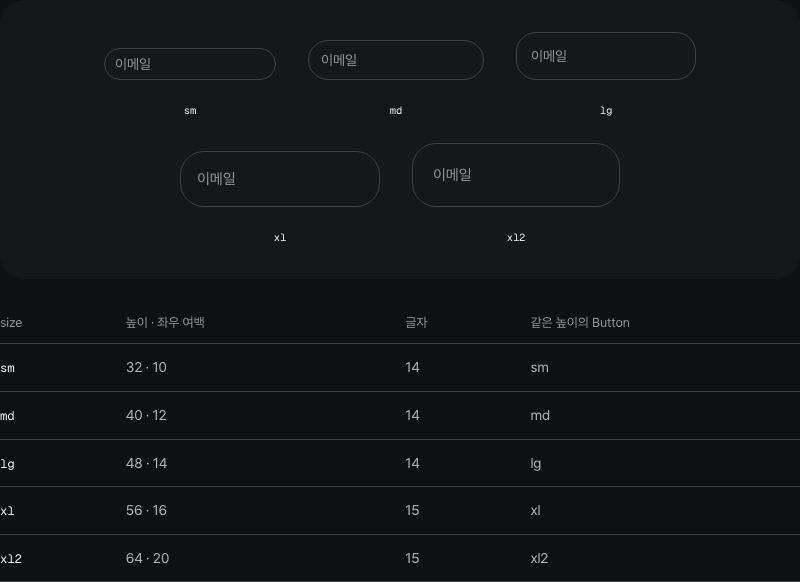 이메일 이메일 이메일
sm md lg
이메일 이메일
xl xl2
size 높이 · 좌우 여백 글자 같은 높이의 Button
sm 32 · 10 14 sm
md 40 · 12 14 md
lg 48 · 14 14 lg
xl 56 · 16 15 xl
xl2 64 · 20 15 xl2